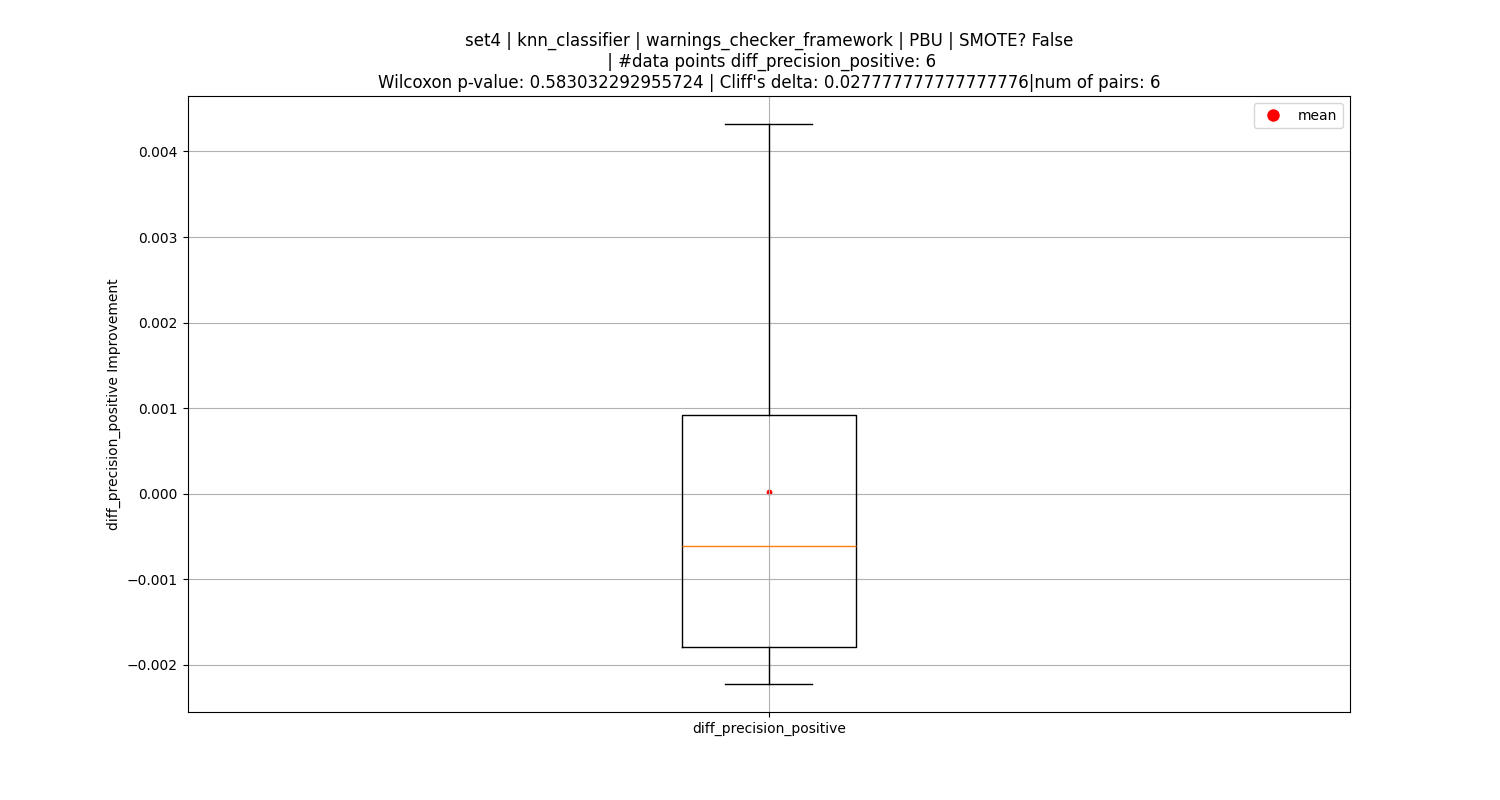 set4 | knn_classifier | warnings_checker_framework | PBU | SMOTE? False
| #data points diff_precision_positive: 6
Wilcoxon p-value: 0.583032292955724 | Cliff's delta: 0.027777777777777776|num of pairs: 6
mean
0.004
0.003
0.002
0.001
0.000
−0.001
−0.002
diff_precision_positive Improvement
diff_precision_positive